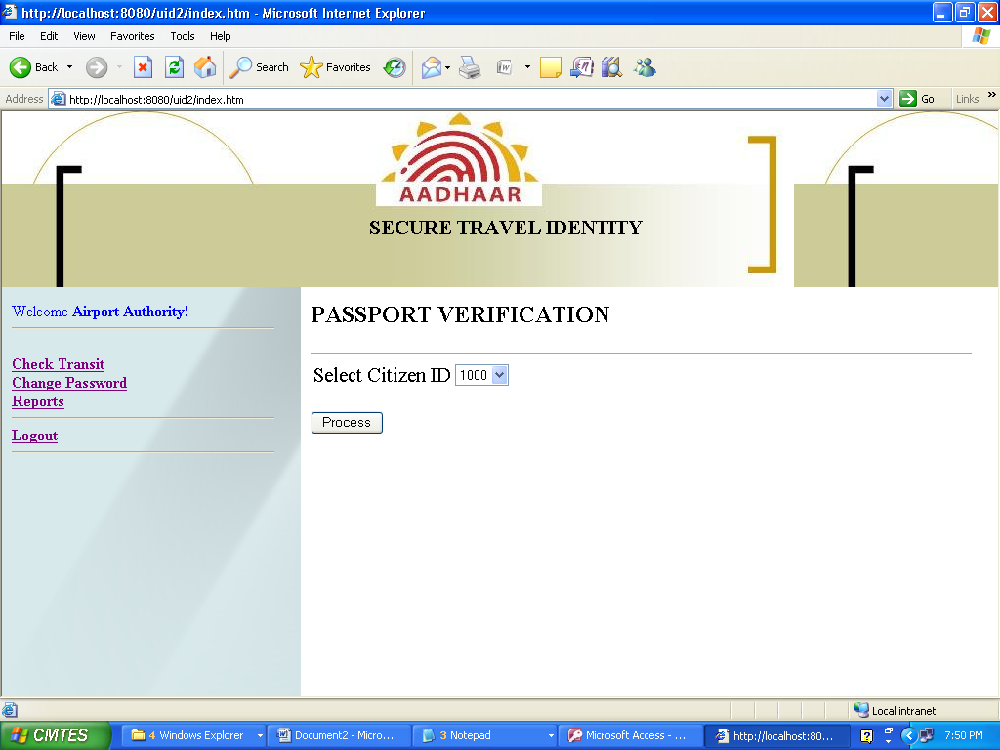 http://localhost:8080/uid2/index.htm - Microsoft Internet Explorer
File Edit View Favorites Tools Help
Back Search Favorites
Address http://localhost:8080/uid2/index.htm Go Links »
AADHAAR
SECURE TRAVEL IDENTITY
Welcome Airport Authority!
Check Transit
Change Password
Reports
Logout
PASSPORT VERIFICATION
Select Citizen ID 1000
Process
Local intranet
CMTES 4 Windows Explorer Document2 - Micro... 3 Notepad Microsoft Access - ... http://localhost:80... 7:50 PM